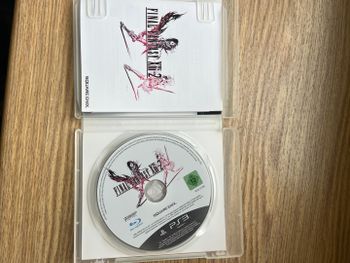 FINAL FANTASY XIII-2
SQUARE ENIX
FINAL FANTASY XIII-2
SQUARE ENIX
PS3